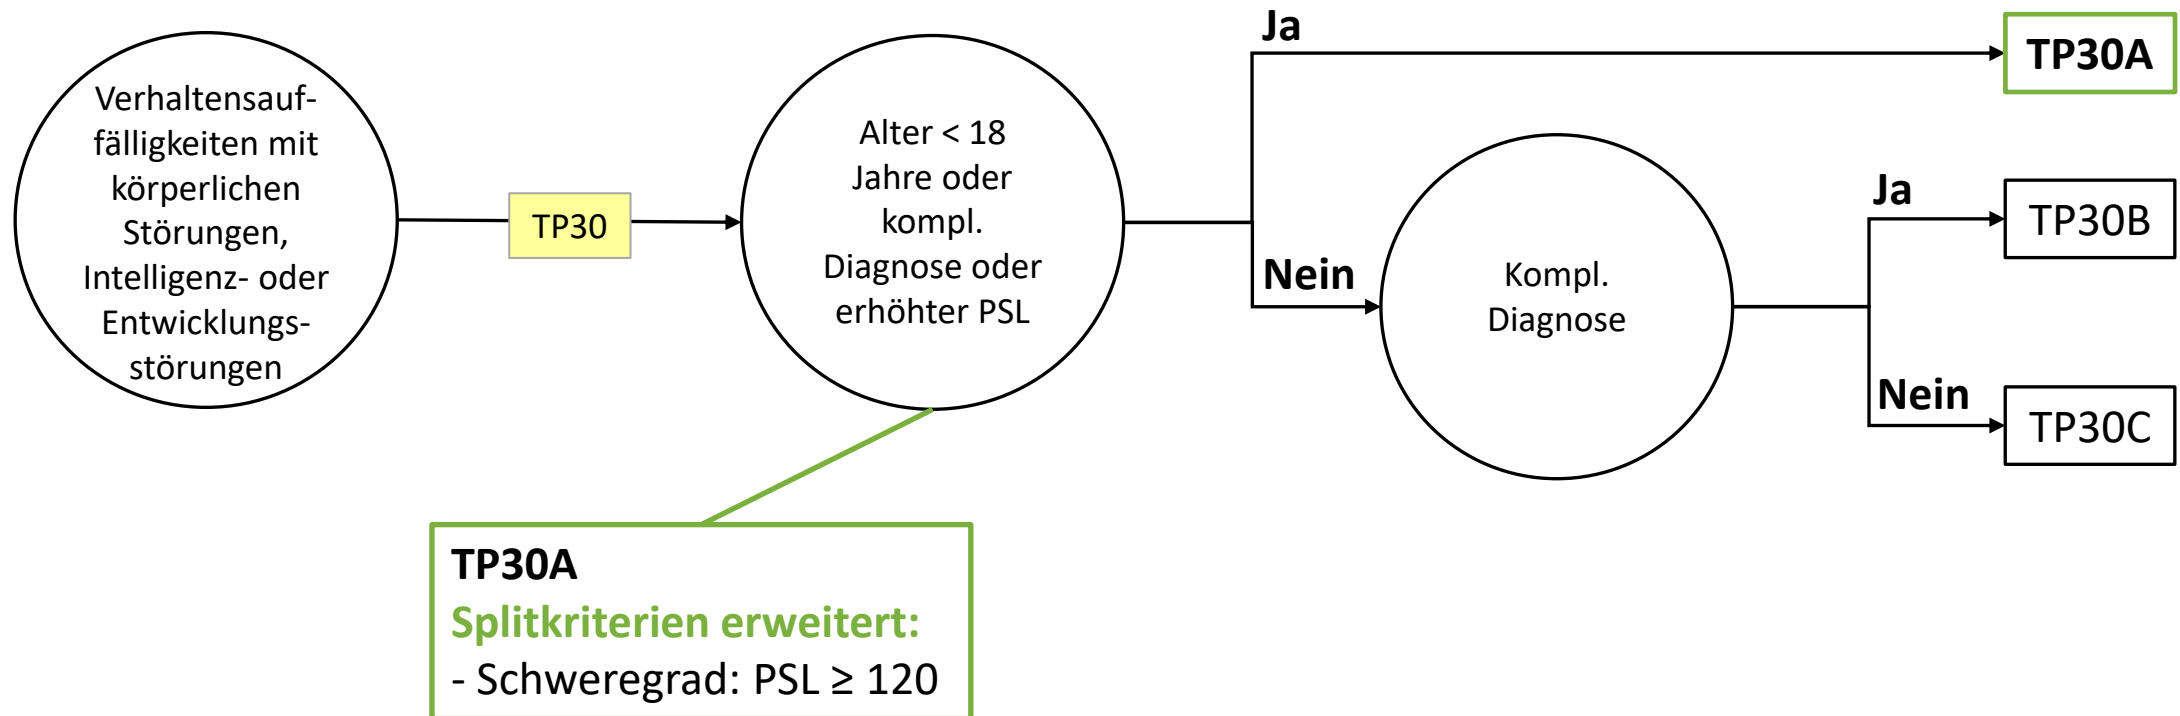 Verhaltensauf-
fälligkeiten mit
körperlichen
Störungen,
Intelligenz- oder
Entwicklungs-
störungen
TP30
Alter < 18
Jahre oder
kompl.
Diagnose oder
erhöhter PSL
Ja
TP30A
Nein
Kompl.
Diagnose
Ja
TP30B
Nein
TP30C
TP30A
Splitkriterien erweitert:
- Schweregrad: PSL ≥ 120